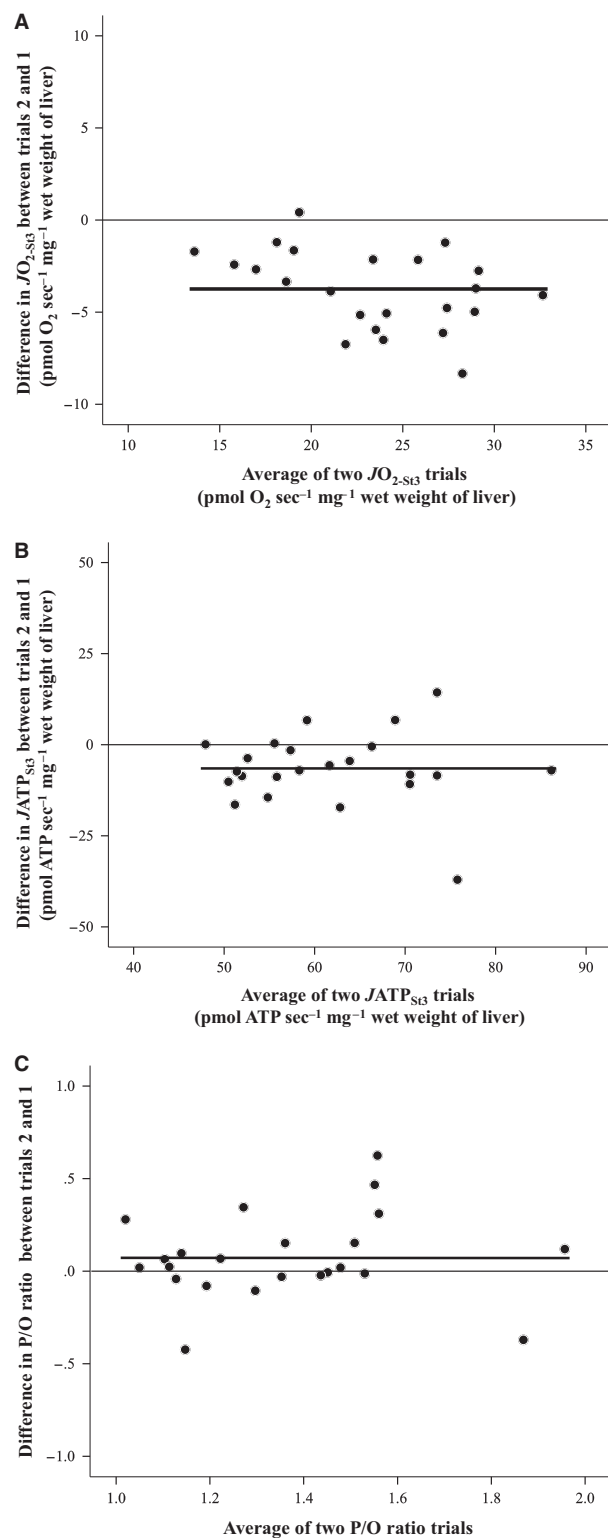 A
Difference in JO₂₋St3 between trials 2 and 1
(pmol O₂ sec⁻¹ mg⁻¹ wet weight of liver)
10
5
0
−5
−10
10 15 20 25 30 35
Average of two JO₂₋St3 trials
(pmol O₂ sec⁻¹ mg⁻¹ wet weight of liver)
B
Difference in JATPSt3 between trials 2 and 1
(pmol ATP sec⁻¹ mg⁻¹ wet weight of liver)
50
25
0
−25
−50
40 50 60 70 80 90
Average of two JATPSt3 trials
(pmol ATP sec⁻¹ mg⁻¹ wet weight of liver)
C
Difference in P/O ratio between trials 2 and 1
1.0
.5
.0
−.5
−1.0
1.0 1.2 1.4 1.6 1.8 2.0
Average of two P/O ratio trials